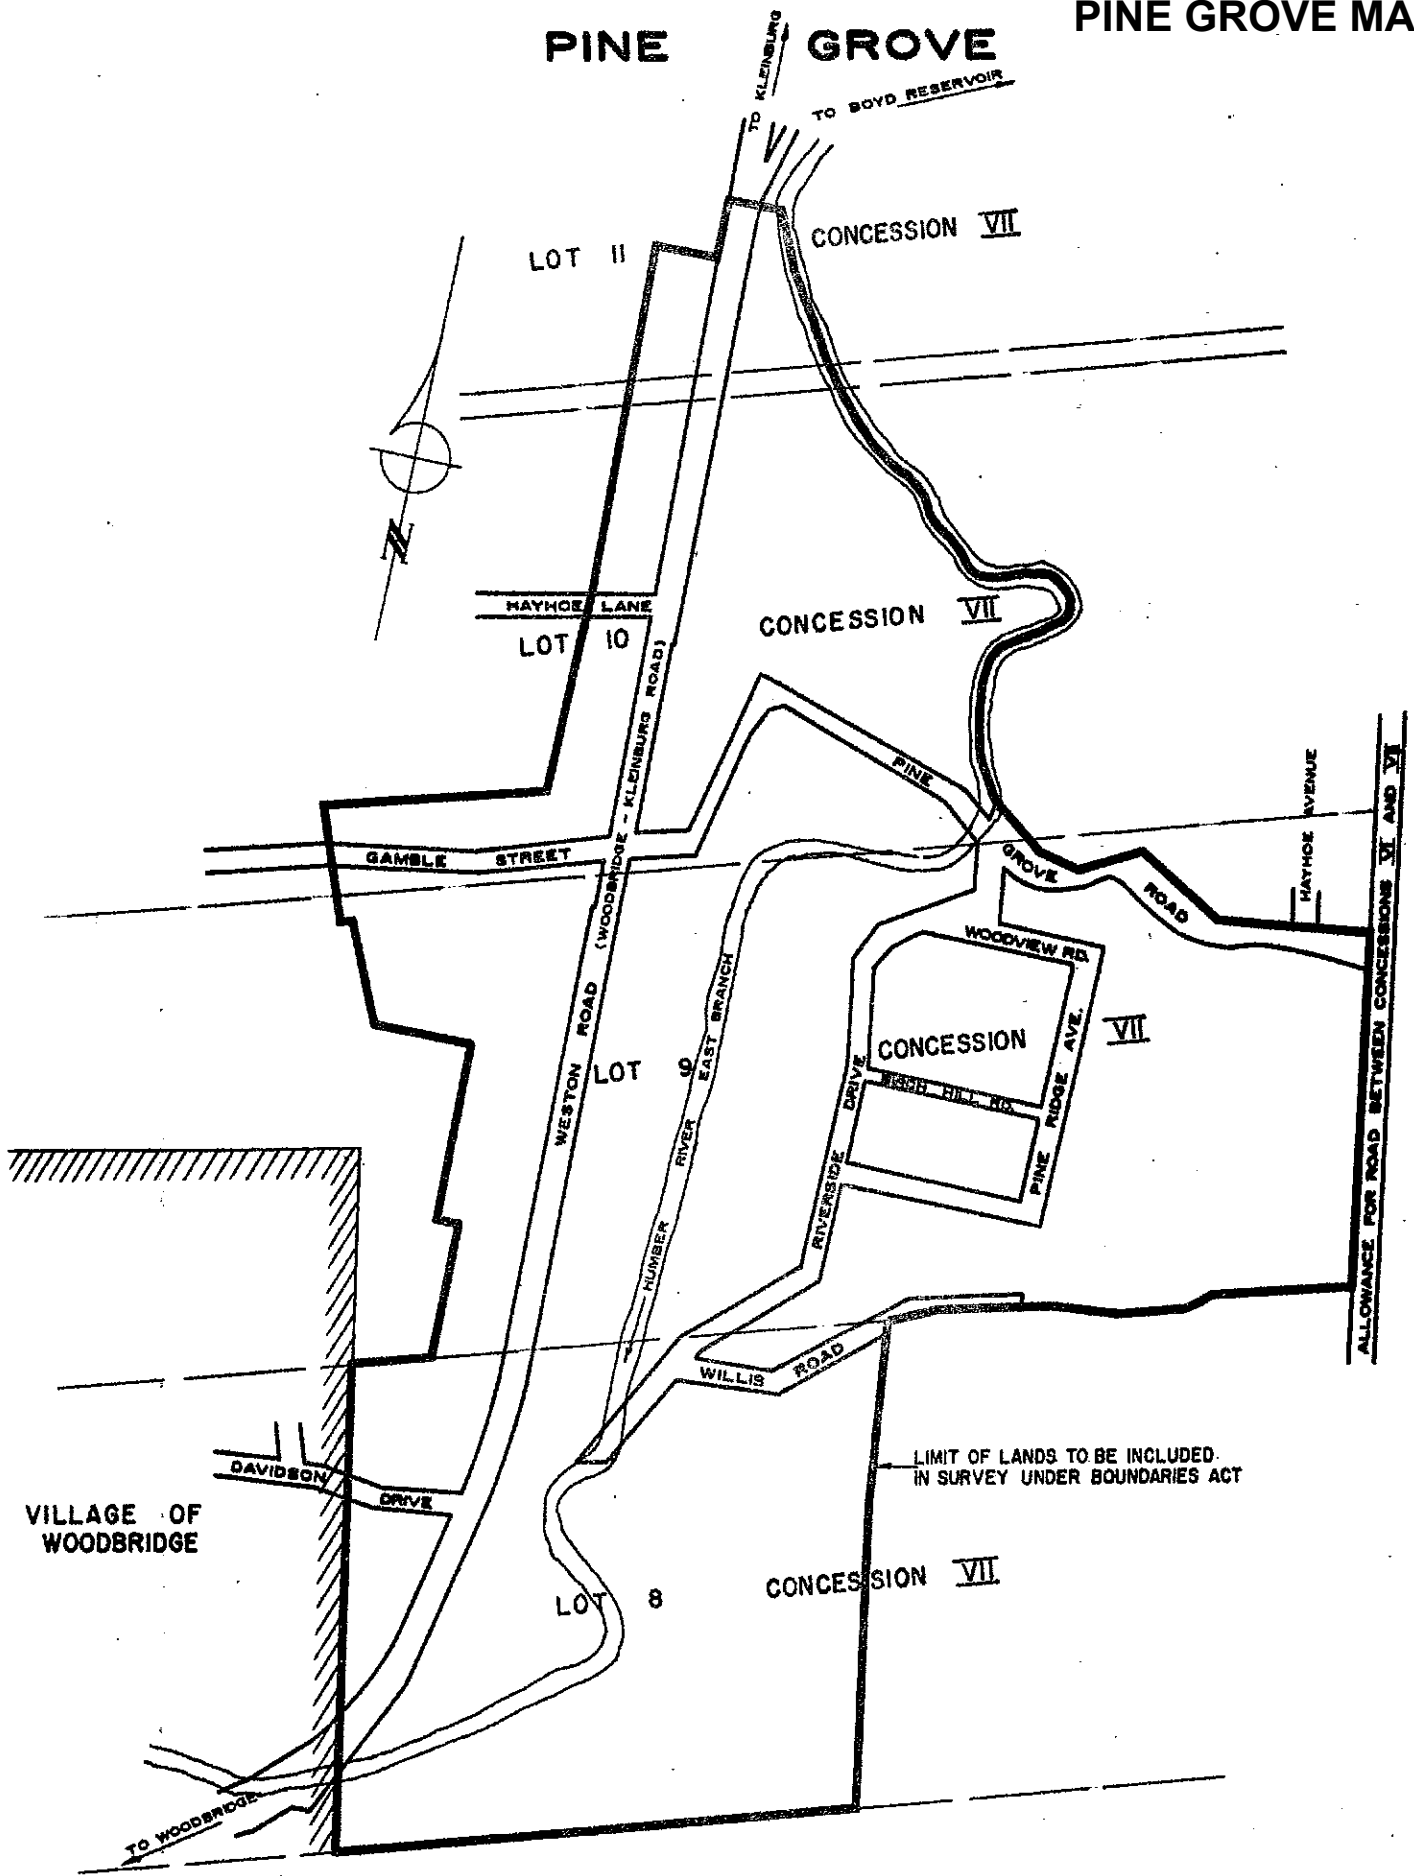 PINE GROVE MA
PINE GROVE
TO KLEINBURG
TO BOYD RESERVOIR
CONCESSION VII
LOT 11
N
HAYHOE LANE
LOT 10
CONCESSION VII
WESTON ROAD (WOODBRIDGE - KLEINBURG ROAD)
PINE GROVE ROAD
HAYHOE AVENUE
ALLOWANCE FOR ROAD BETWEEN CONCESSIONS VI AND VII
GAMBLE STREET
WOODVIEW RD.
LOT 9
HUMBER RIVER EAST BRANCH
CONCESSION VII
RIVERSIDE DRIVE
BIRCH HILL RD.
PINE RIDGE AVE.
WILLIS ROAD
LIMIT OF LANDS TO BE INCLUDED
IN SURVEY UNDER BOUNDARIES ACT
DAVIDSON DRIVE
VILLAGE OF
WOODBRIDGE
LOT 8
CONCESSION VII
TO WOODBRIDGE